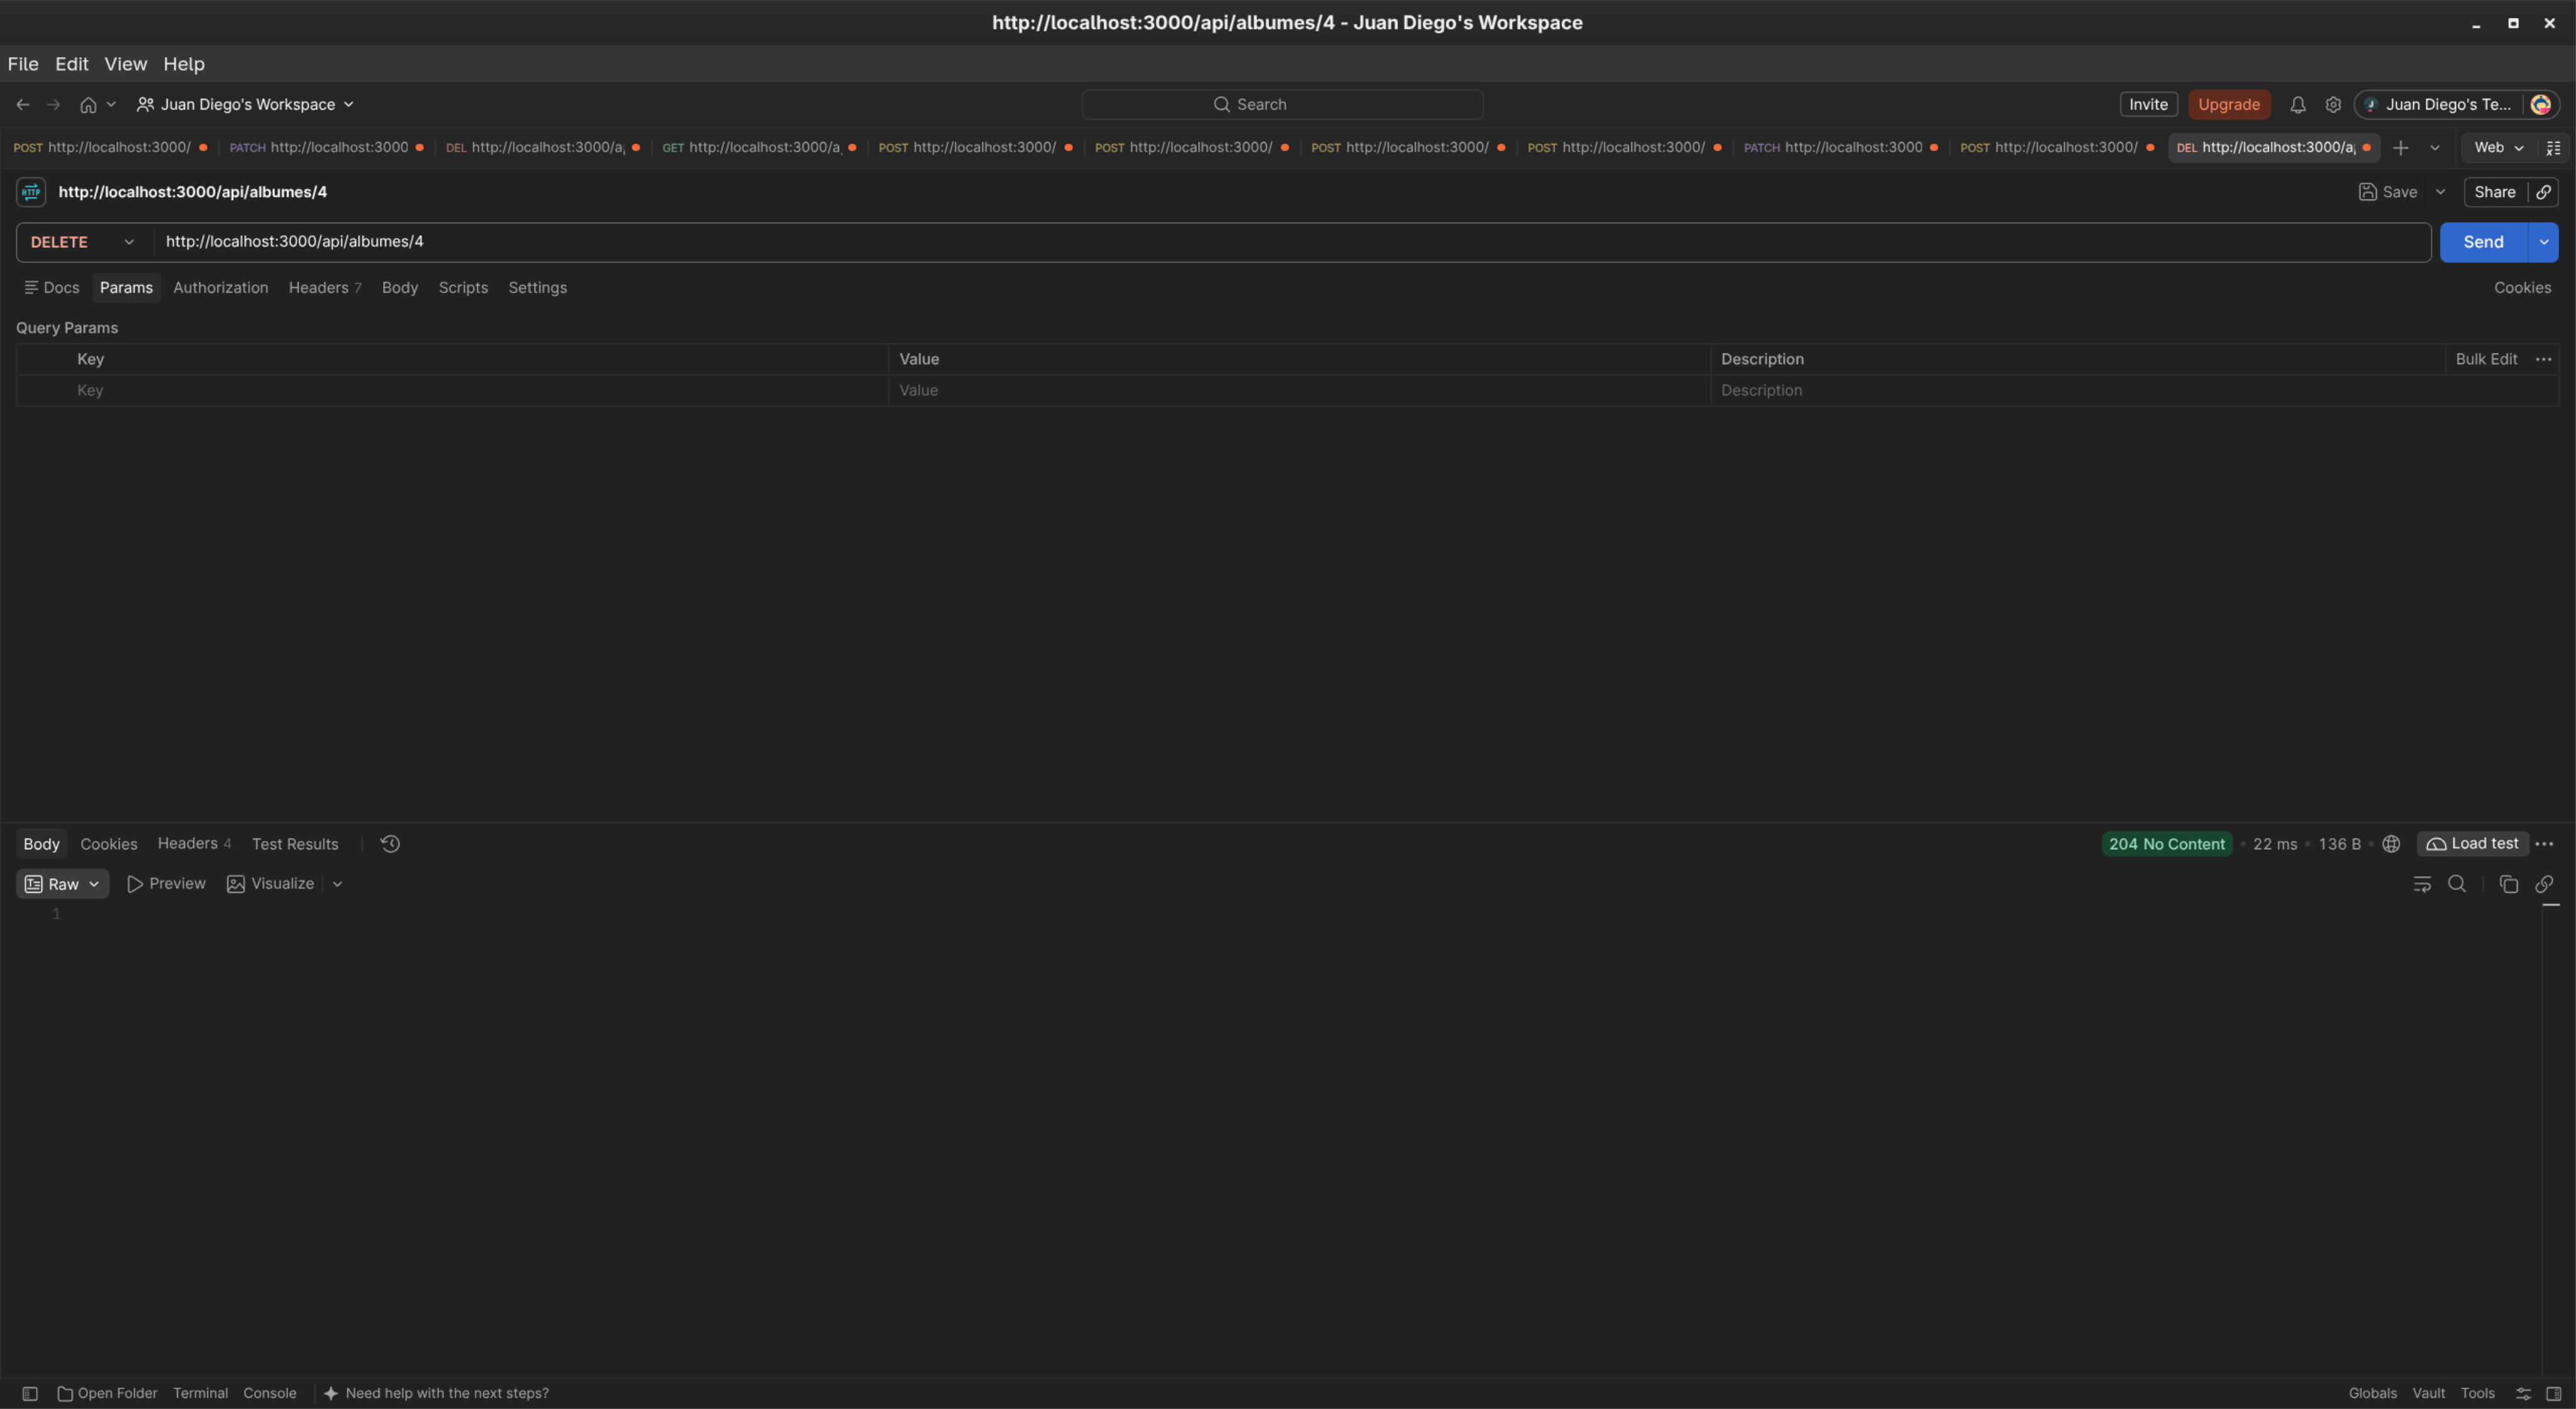 http://localhost:3000/api/albumes/4 - Juan Diego's Workspace
File Edit View Help
Juan Diego's Workspace Search Invite Upgrade Juan Diego's Te...
POST http://localhost:3000/ PATCH http://localhost:3000 DEL http://localhost:3000/a GET http://localhost:3000/a POST http://localhost:3000/ POST http://localhost:3000/ POST http://localhost:3000/ POST http://localhost:3000/ PATCH http://localhost:3000 POST http://localhost:3000/ DEL http://localhost:3000/a Web
HTTP http://localhost:3000/api/albumes/4 Save Share
DELETE http://localhost:3000/api/albumes/4 Send
Docs Params Authorization Headers 7 Body Scripts Settings Cookies
Query Params
Key Value Description Bulk Edit
Key Value Description
Body Cookies Headers 4 Test Results 204 No Content 22 ms 136 B Load test
Raw Preview Visualize
1
Open Folder Terminal Console Need help with the next steps? Globals Vault Tools